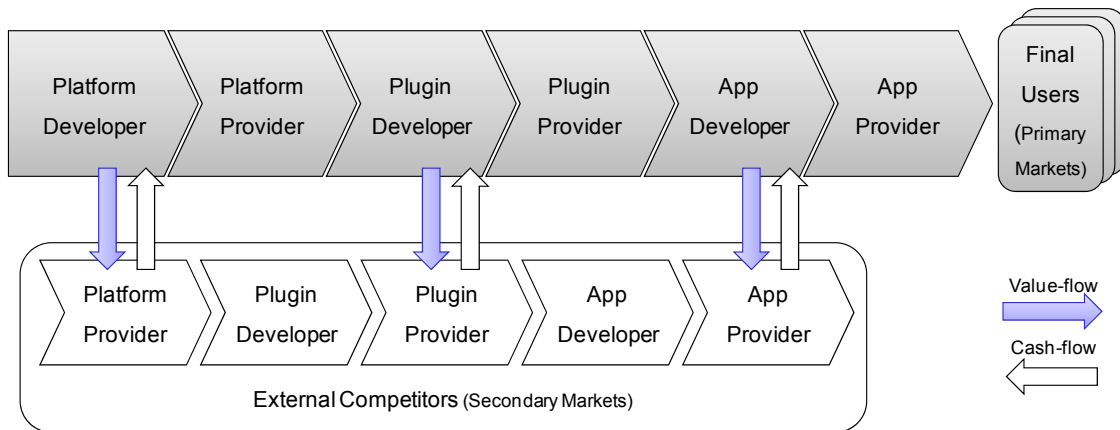 Platform
Developer
Platform
Provider
Plugin
Developer
Plugin
Provider
App
Developer
App
Provider
Final
Users
(Primary
Markets)
Platform
Provider
Plugin
Developer
Plugin
Provider
App
Developer
App
Provider
External Competitors (Secondary Markets)
Value-flow
Cash-flow